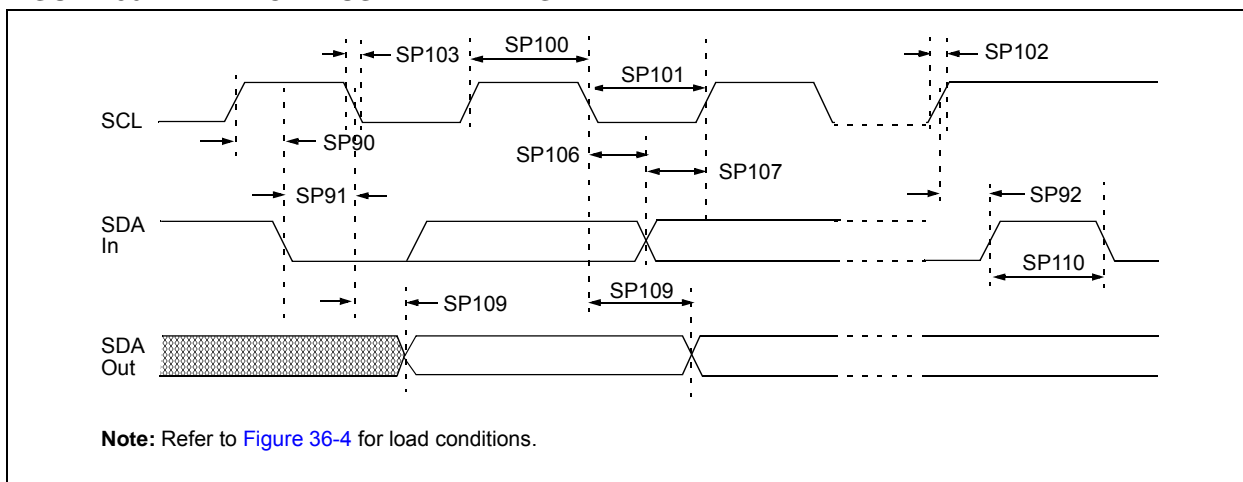 SP103
SP100
SP102
SP101
SCL
SP90
SP106
SP107
SP91
SP92
SDA
In
SP110
SP109
SP109
SDA
Out
Note: Refer to Figure 36-4 for load conditions.